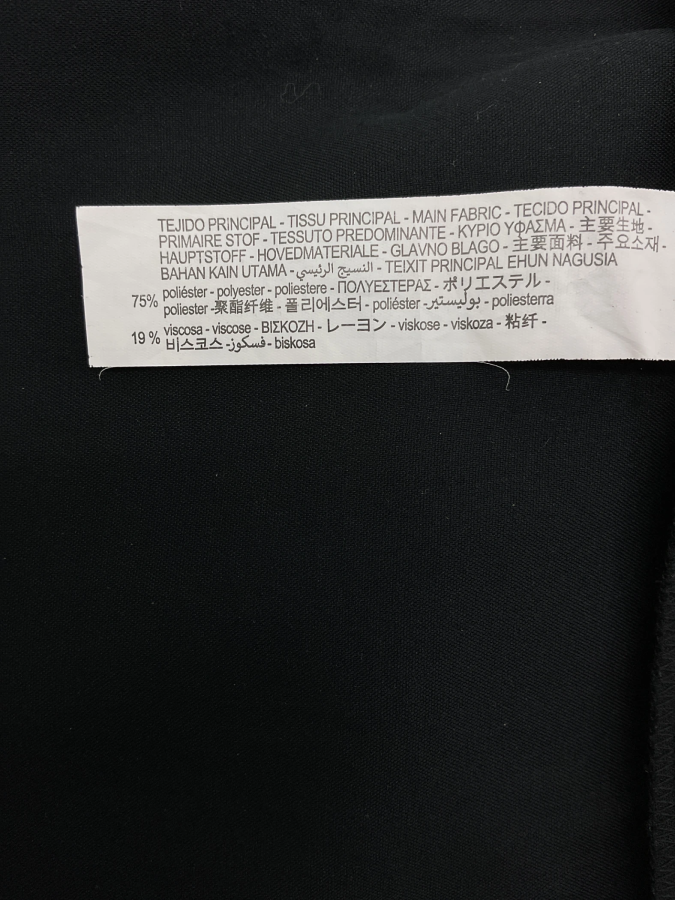 TEJIDO PRINCIPAL - TISSU PRINCIPAL - MAIN FABRIC - TECIDO PRINCIPAL -
PRIMAIRE STOF - TESSUTO PREDOMINANTE - ΚΥΡΙΟ ΥΦΑΣΜΑ - 主要生地 -
HAUPTSTOFF - HOVEDMATERIALE - GLAVNO BLAGO - 主要面料 - 주요소재 -
BAHAN KAIN UTAMA - النسيج الرئيسي - TEIXIT PRINCIPAL EHUN NAGUSIA
75% poliéster - polyester - poliestere - ΠΟΛΥΕΣΤΕΡΑΣ - ポリエステル -
poliester -聚酯纤维 - 폴리에스터 - poliéster -بوليستير - poliesterra
19 % viscosa - viscose - ΒΙΣΚΟΖΗ - レーヨン - viskose - viskoza - 粘纤 -
비스코스 -فسكوز - biskosa